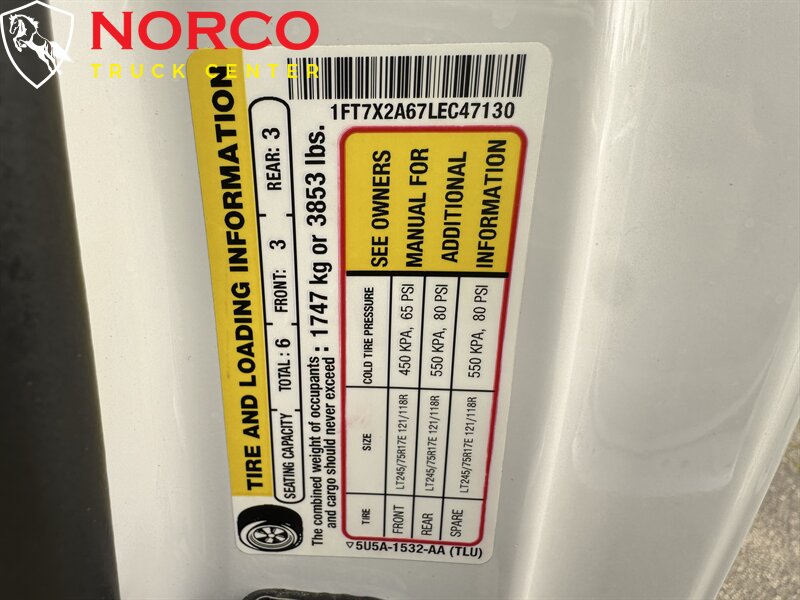 NORCO
TRUCK CENTER
1FT7X2A67LEC47130
TIRE AND LOADING INFORMATION
SEATING CAPACITY TOTAL : 6 FRONT: 3 REAR: 3
The combined weight of occupants
and cargo should never exceed : 1747 kg or 3853 lbs.
TIRE SIZE COLD TIRE PRESSURE
FRONT LT245/75R17E 121/118R 450 KPA, 65 PSI
REAR LT245/75R17E 121/118R 550 KPA, 80 PSI
SPARE LT245/75R17E 121/118R 550 KPA, 80 PSI
SEE OWNERS
MANUAL FOR
ADDITIONAL
INFORMATION
▽5U5A-1532-AA (TLU)